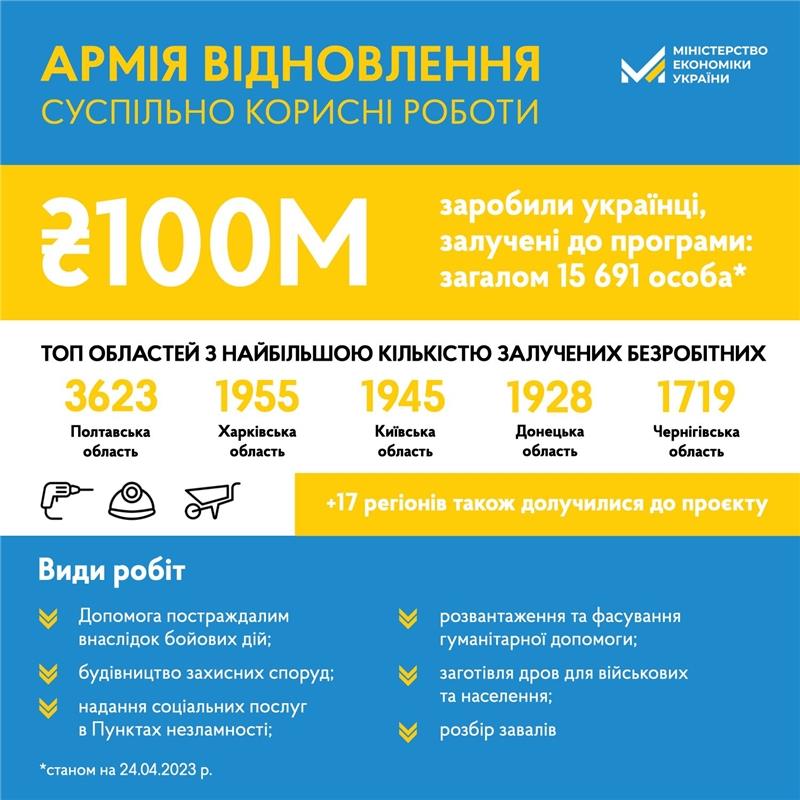 АРМІЯ ВІДНОВЛЕННЯ
СУСПІЛЬНО КОРИСНІ РОБОТИ
МІНІСТЕРСТВО
ЕКОНОМІКИ
УКРАЇНИ
₴100М
заробили українці,
залучені до програми:
загалом 15 691 особа*
ТОП ОБЛАСТЕЙ З НАЙБІЛЬШОЮ КІЛЬКІСТЮ ЗАЛУЧЕНИХ БЕЗРОБІТНИХ
3623
Полтавська
область
1955
Харківська
область
1945
Київська
область
1928
Донецька
область
1719
Чернігівська
область
+17 регіонів також долучилися до проєкту
Види робіт
Допомога постраждалим
внаслідок бойових дій;
будівництво захисних споруд;
надання соціальних послуг
в Пунктах незламності;
розвантаження та фасування
гуманітарної допомоги;
заготівля дров для військових
та населення;
розбір завалів
*станом на 24.04.2023 р.